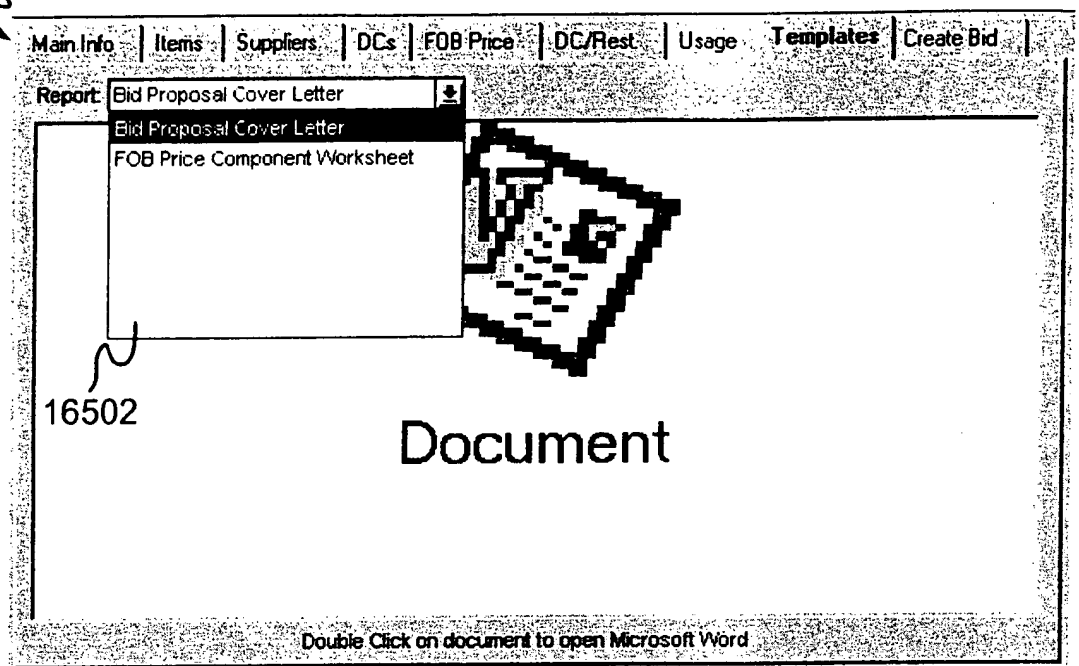 Main Info Items Suppliers DCs FOB Price DC/Rest. Usage Templates Create Bid
Report: Bid Proposal Cover Letter
Bid Proposal Cover Letter
FOB Price Component Worksheet
16502
Document
Double Click on document to open Microsoft Word